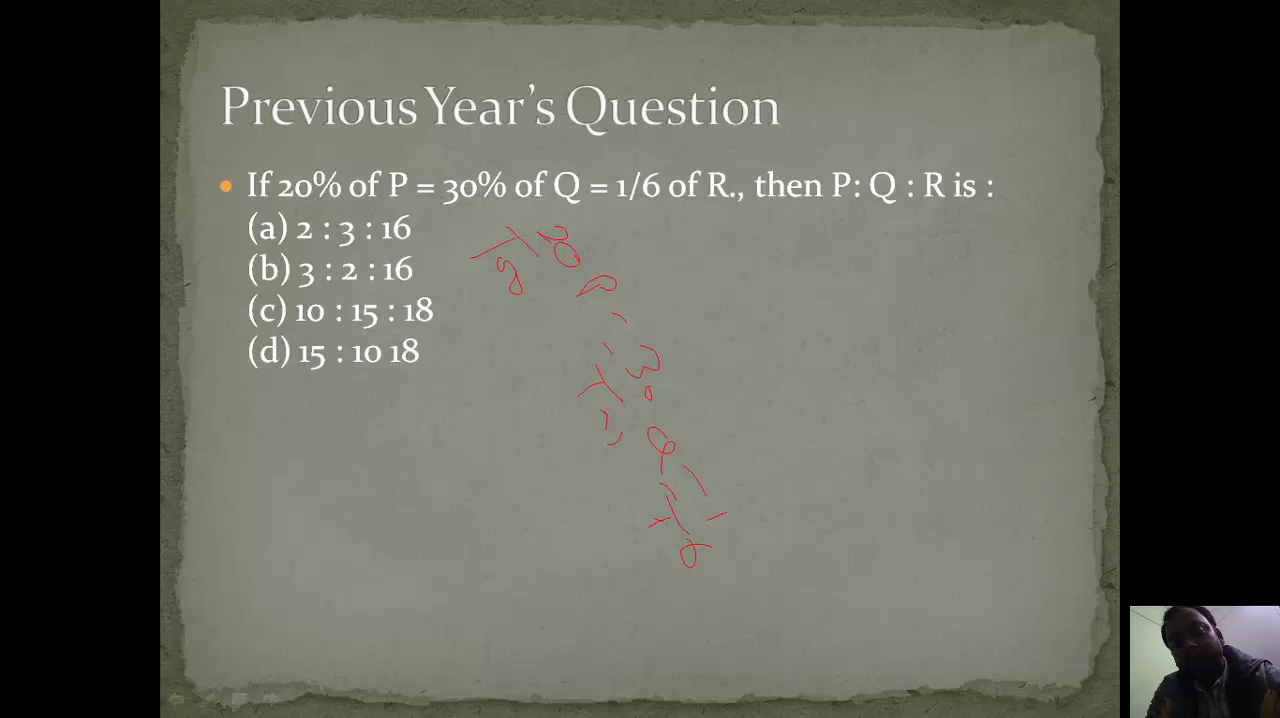 Previous Year's Question
If 20% of P = 30% of Q = 1/6 of R., then P: Q : R is :
(a) 2 : 3 : 16
(b) 3 : 2 : 16
(c) 10 : 15 : 18
(d) 15 : 10 18